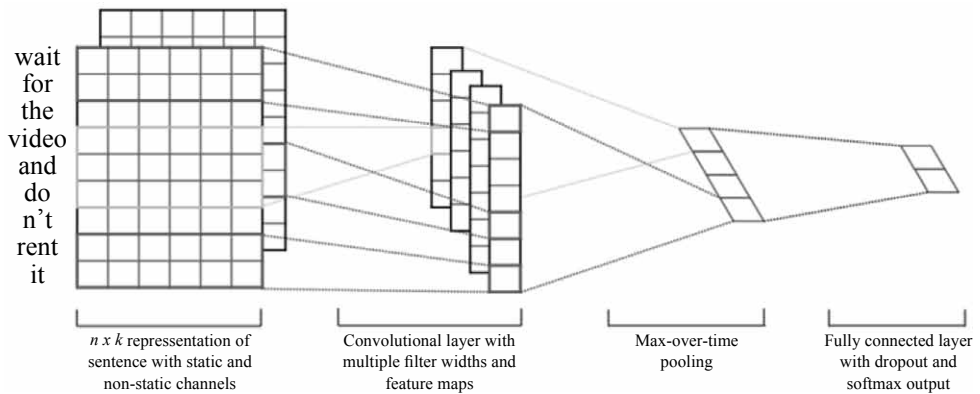 wait
for
the
video
and
do
n't
rent
it
n x k representation of
sentence with static and
non-static channels
Convolutional layer with
multiple filter widths and
feature maps
Max-over-time
pooling
Fully connected layer
with dropout and
softmax output